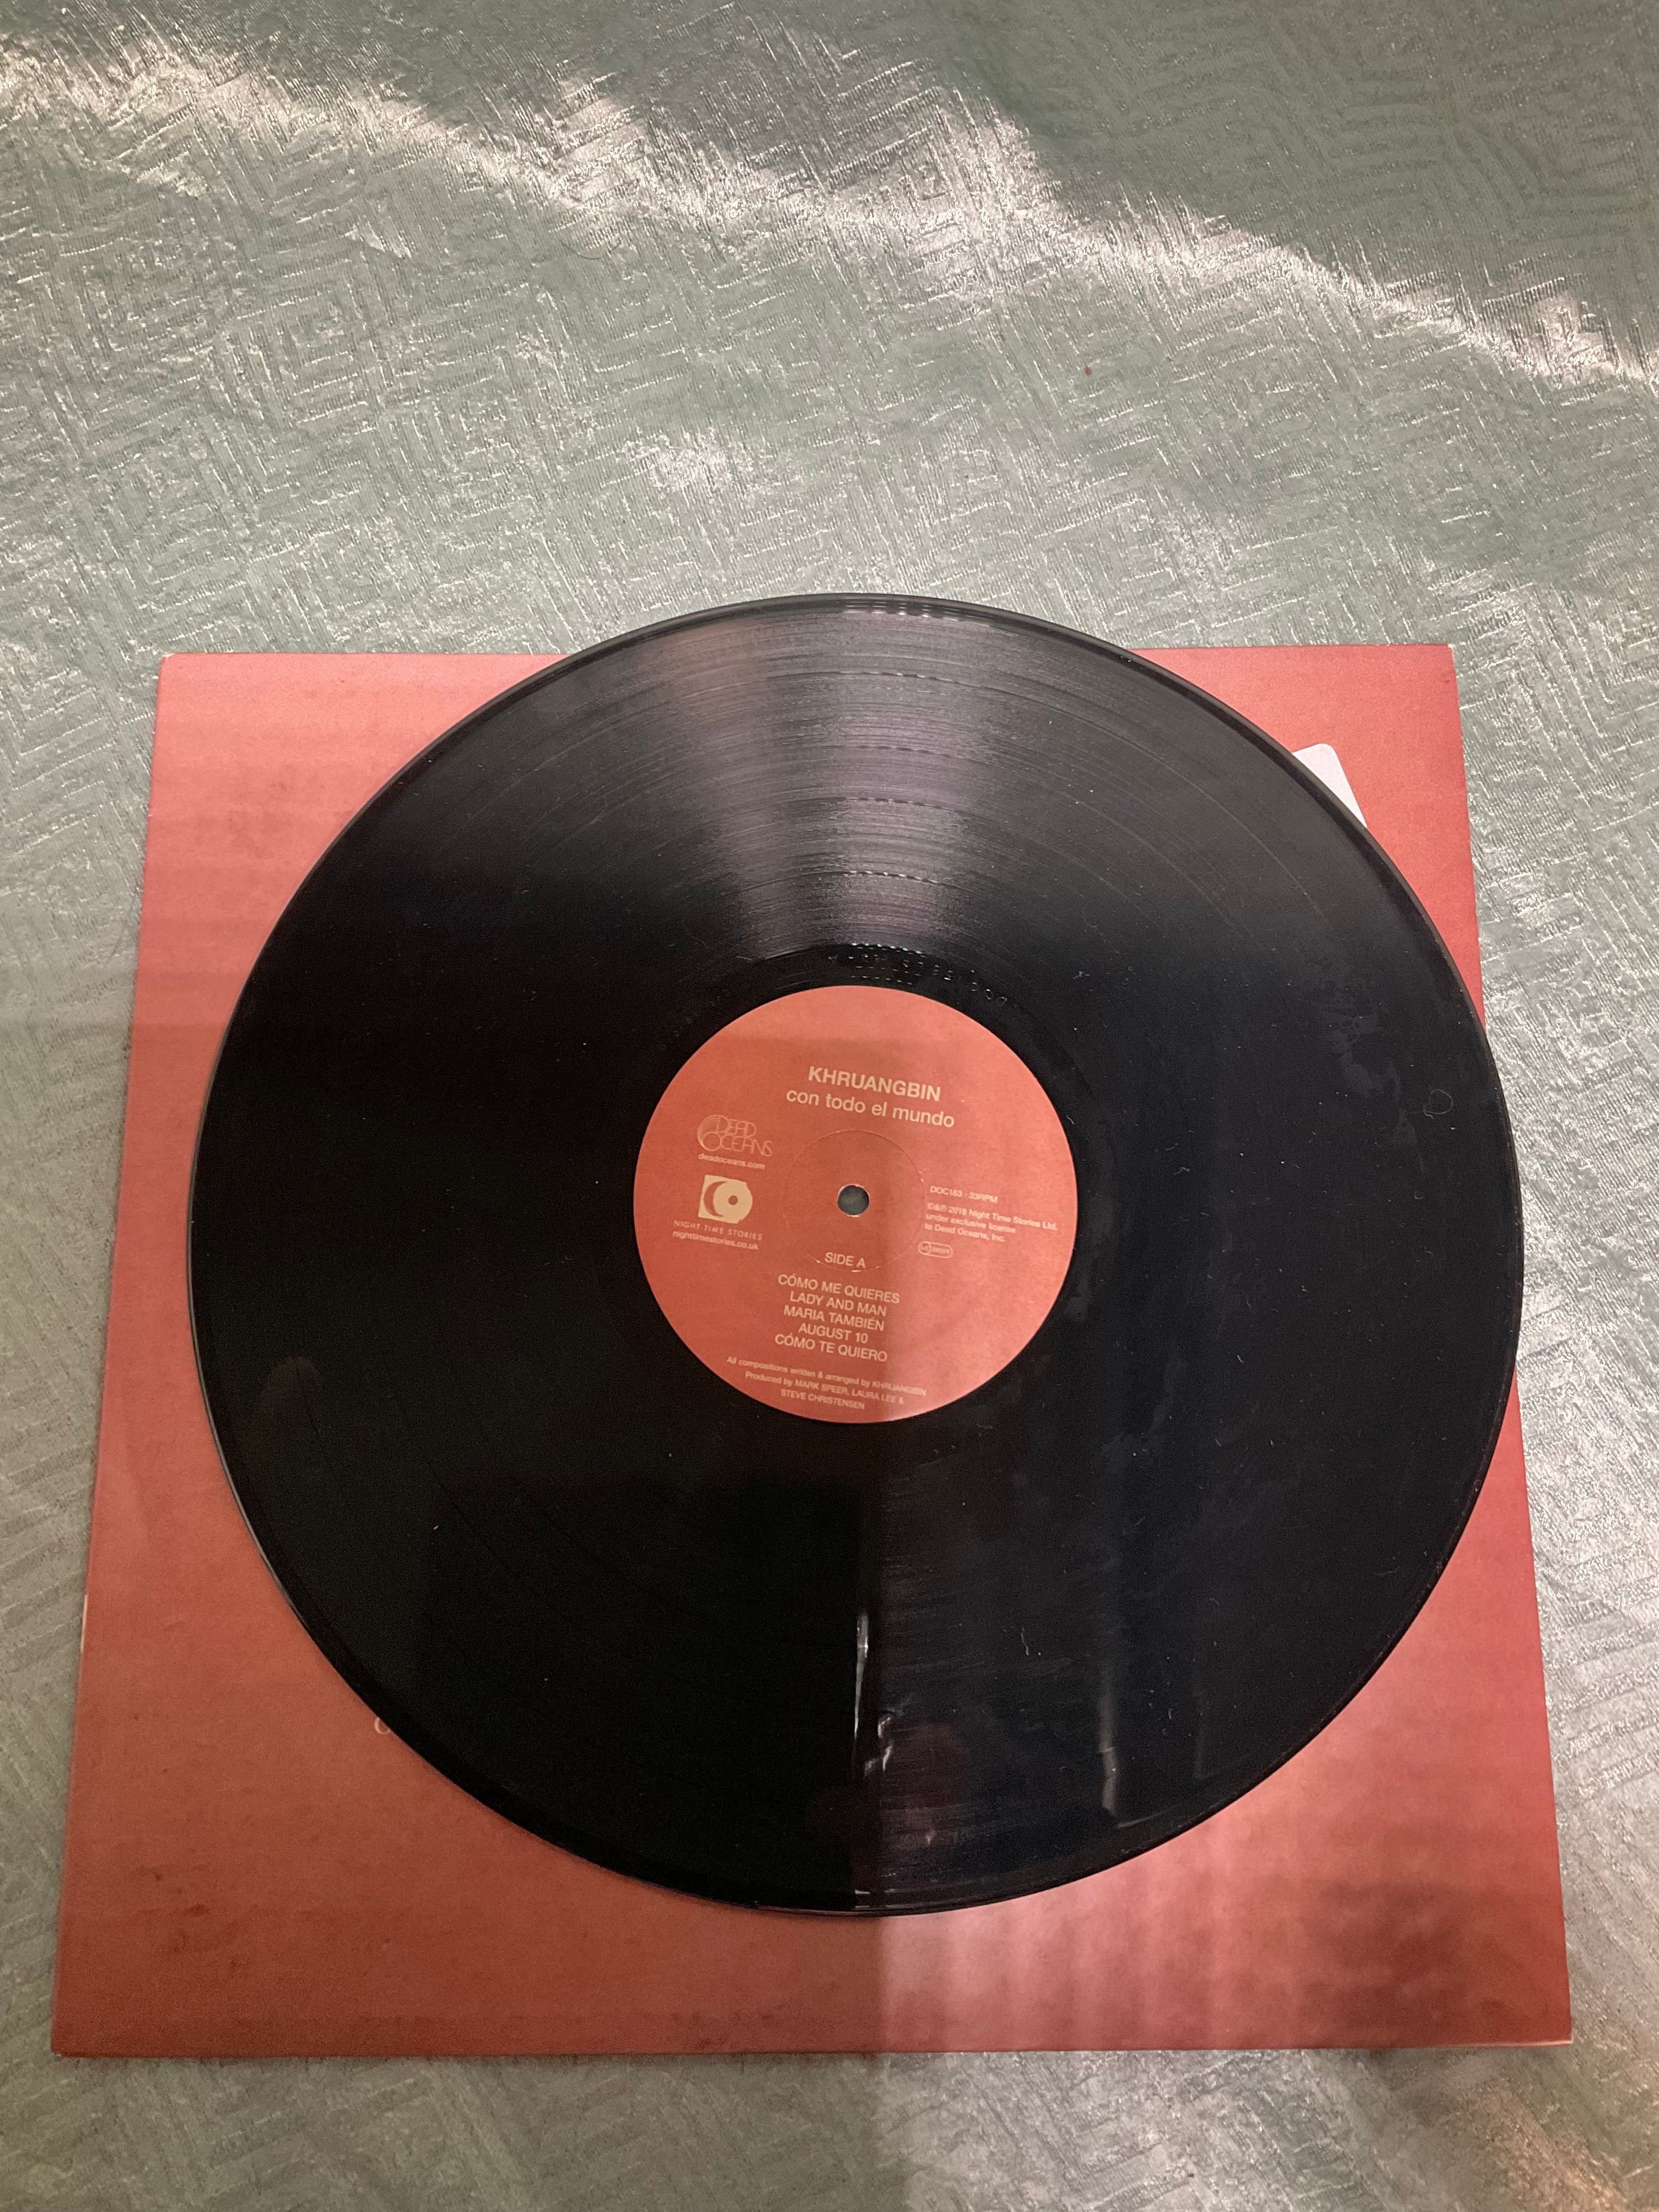 KHRUANGBIN
con todo el mundo
DEAD
OCEANS
deadoceans.com
NIGHT TIME STORIES
nighttimestories.co.uk
DOC163 · 33RPM
©&℗ 2018 Night Time Stories Ltd.
under exclusive license
to Dead Oceans, Inc.
SIDE A
CÓMO ME QUIERES
LADY AND MAN
MARIA TAMBIÉN
AUGUST 10
CÓMO TE QUIERO
All compositions written & arranged by KHRUANGBIN
Produced by MARK SPEER, LAURA LEE &
STEVE CHRISTENSEN